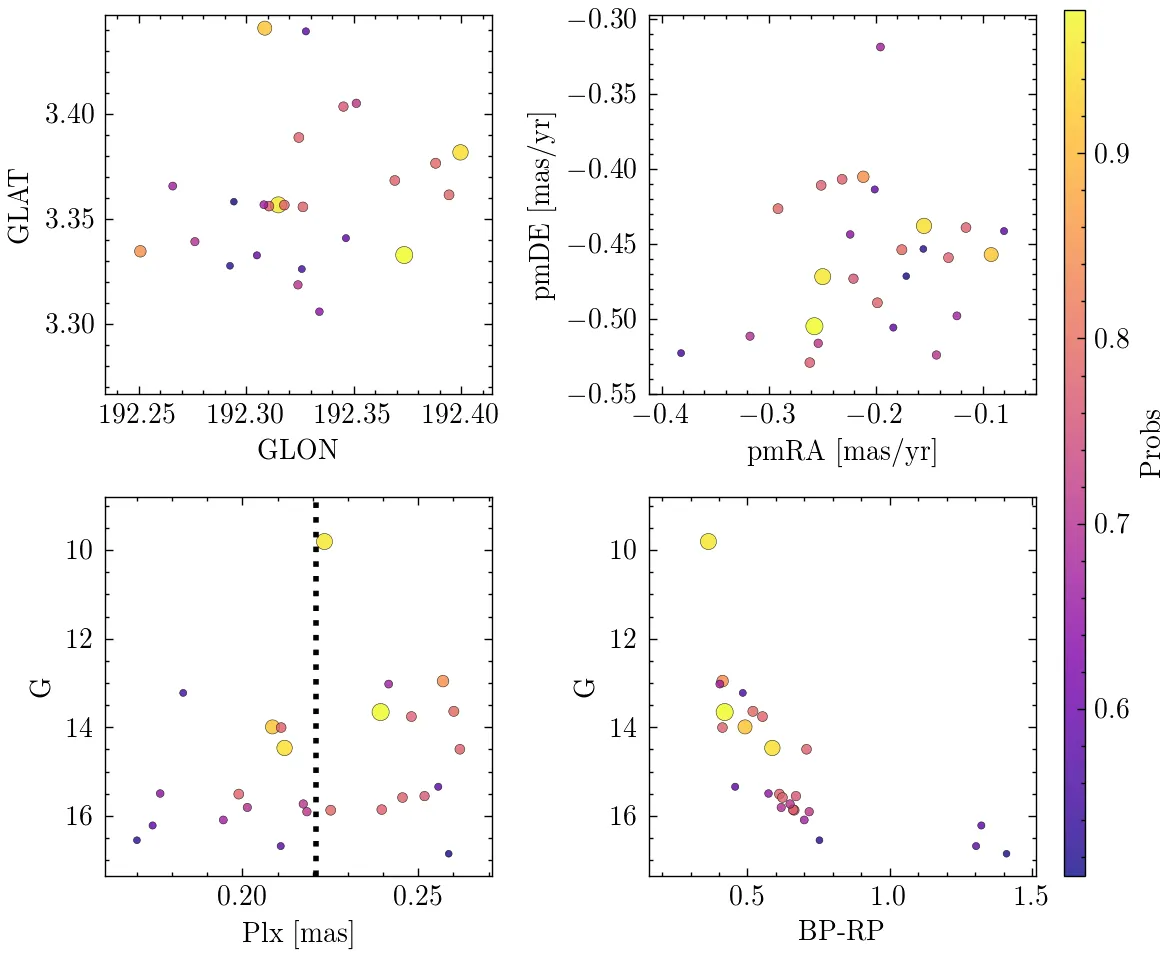 3.40
3.35
3.30
GLAT
192.25 192.30 192.35 192.40
GLON
−0.30
−0.35
−0.40
−0.45
−0.50
−0.55
pmDE [mas/yr]
−0.4 −0.3 −0.2 −0.1
pmRA [mas/yr]
10
12
14
16
G
0.20 0.25
Plx [mas]
10
12
14
16
G
0.5 1.0 1.5
BP-RP
0.9
0.8
0.7
0.6
Probs